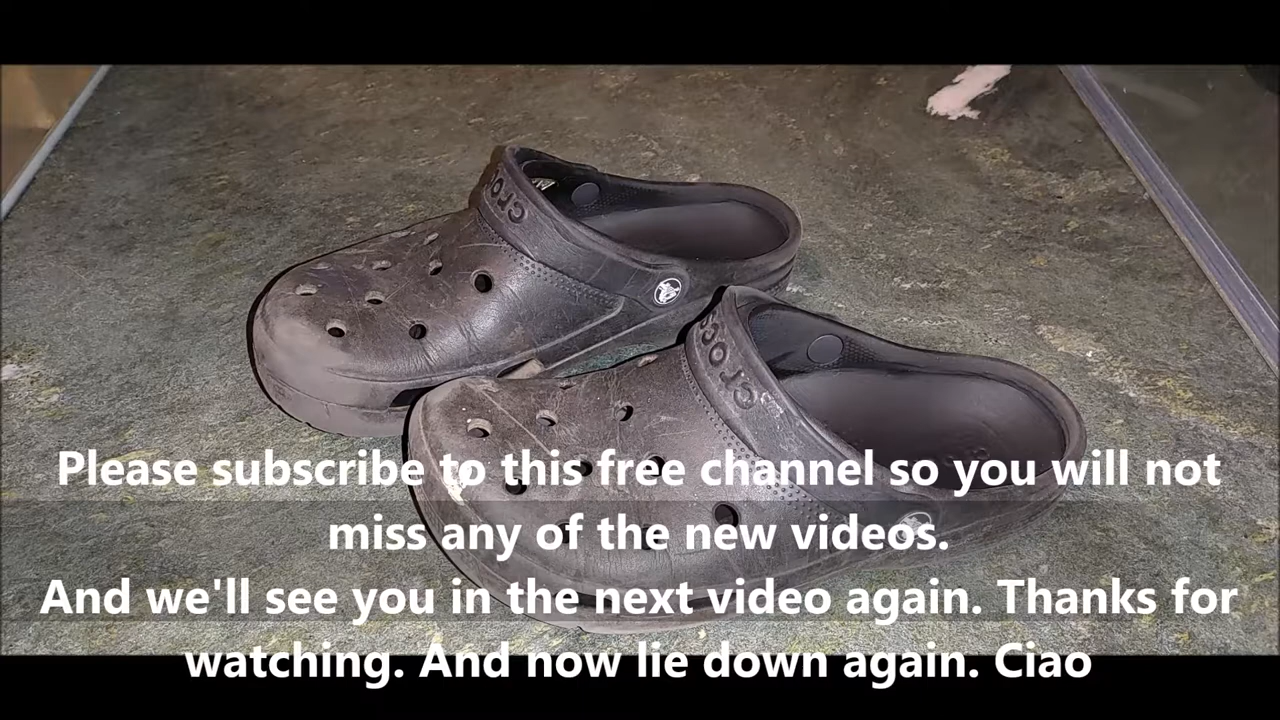 crocs
crocs
Please subscribe to this free channel so you will not
miss any of the new videos.
And we'll see you in the next video again. Thanks for
watching. And now lie down again. Ciao